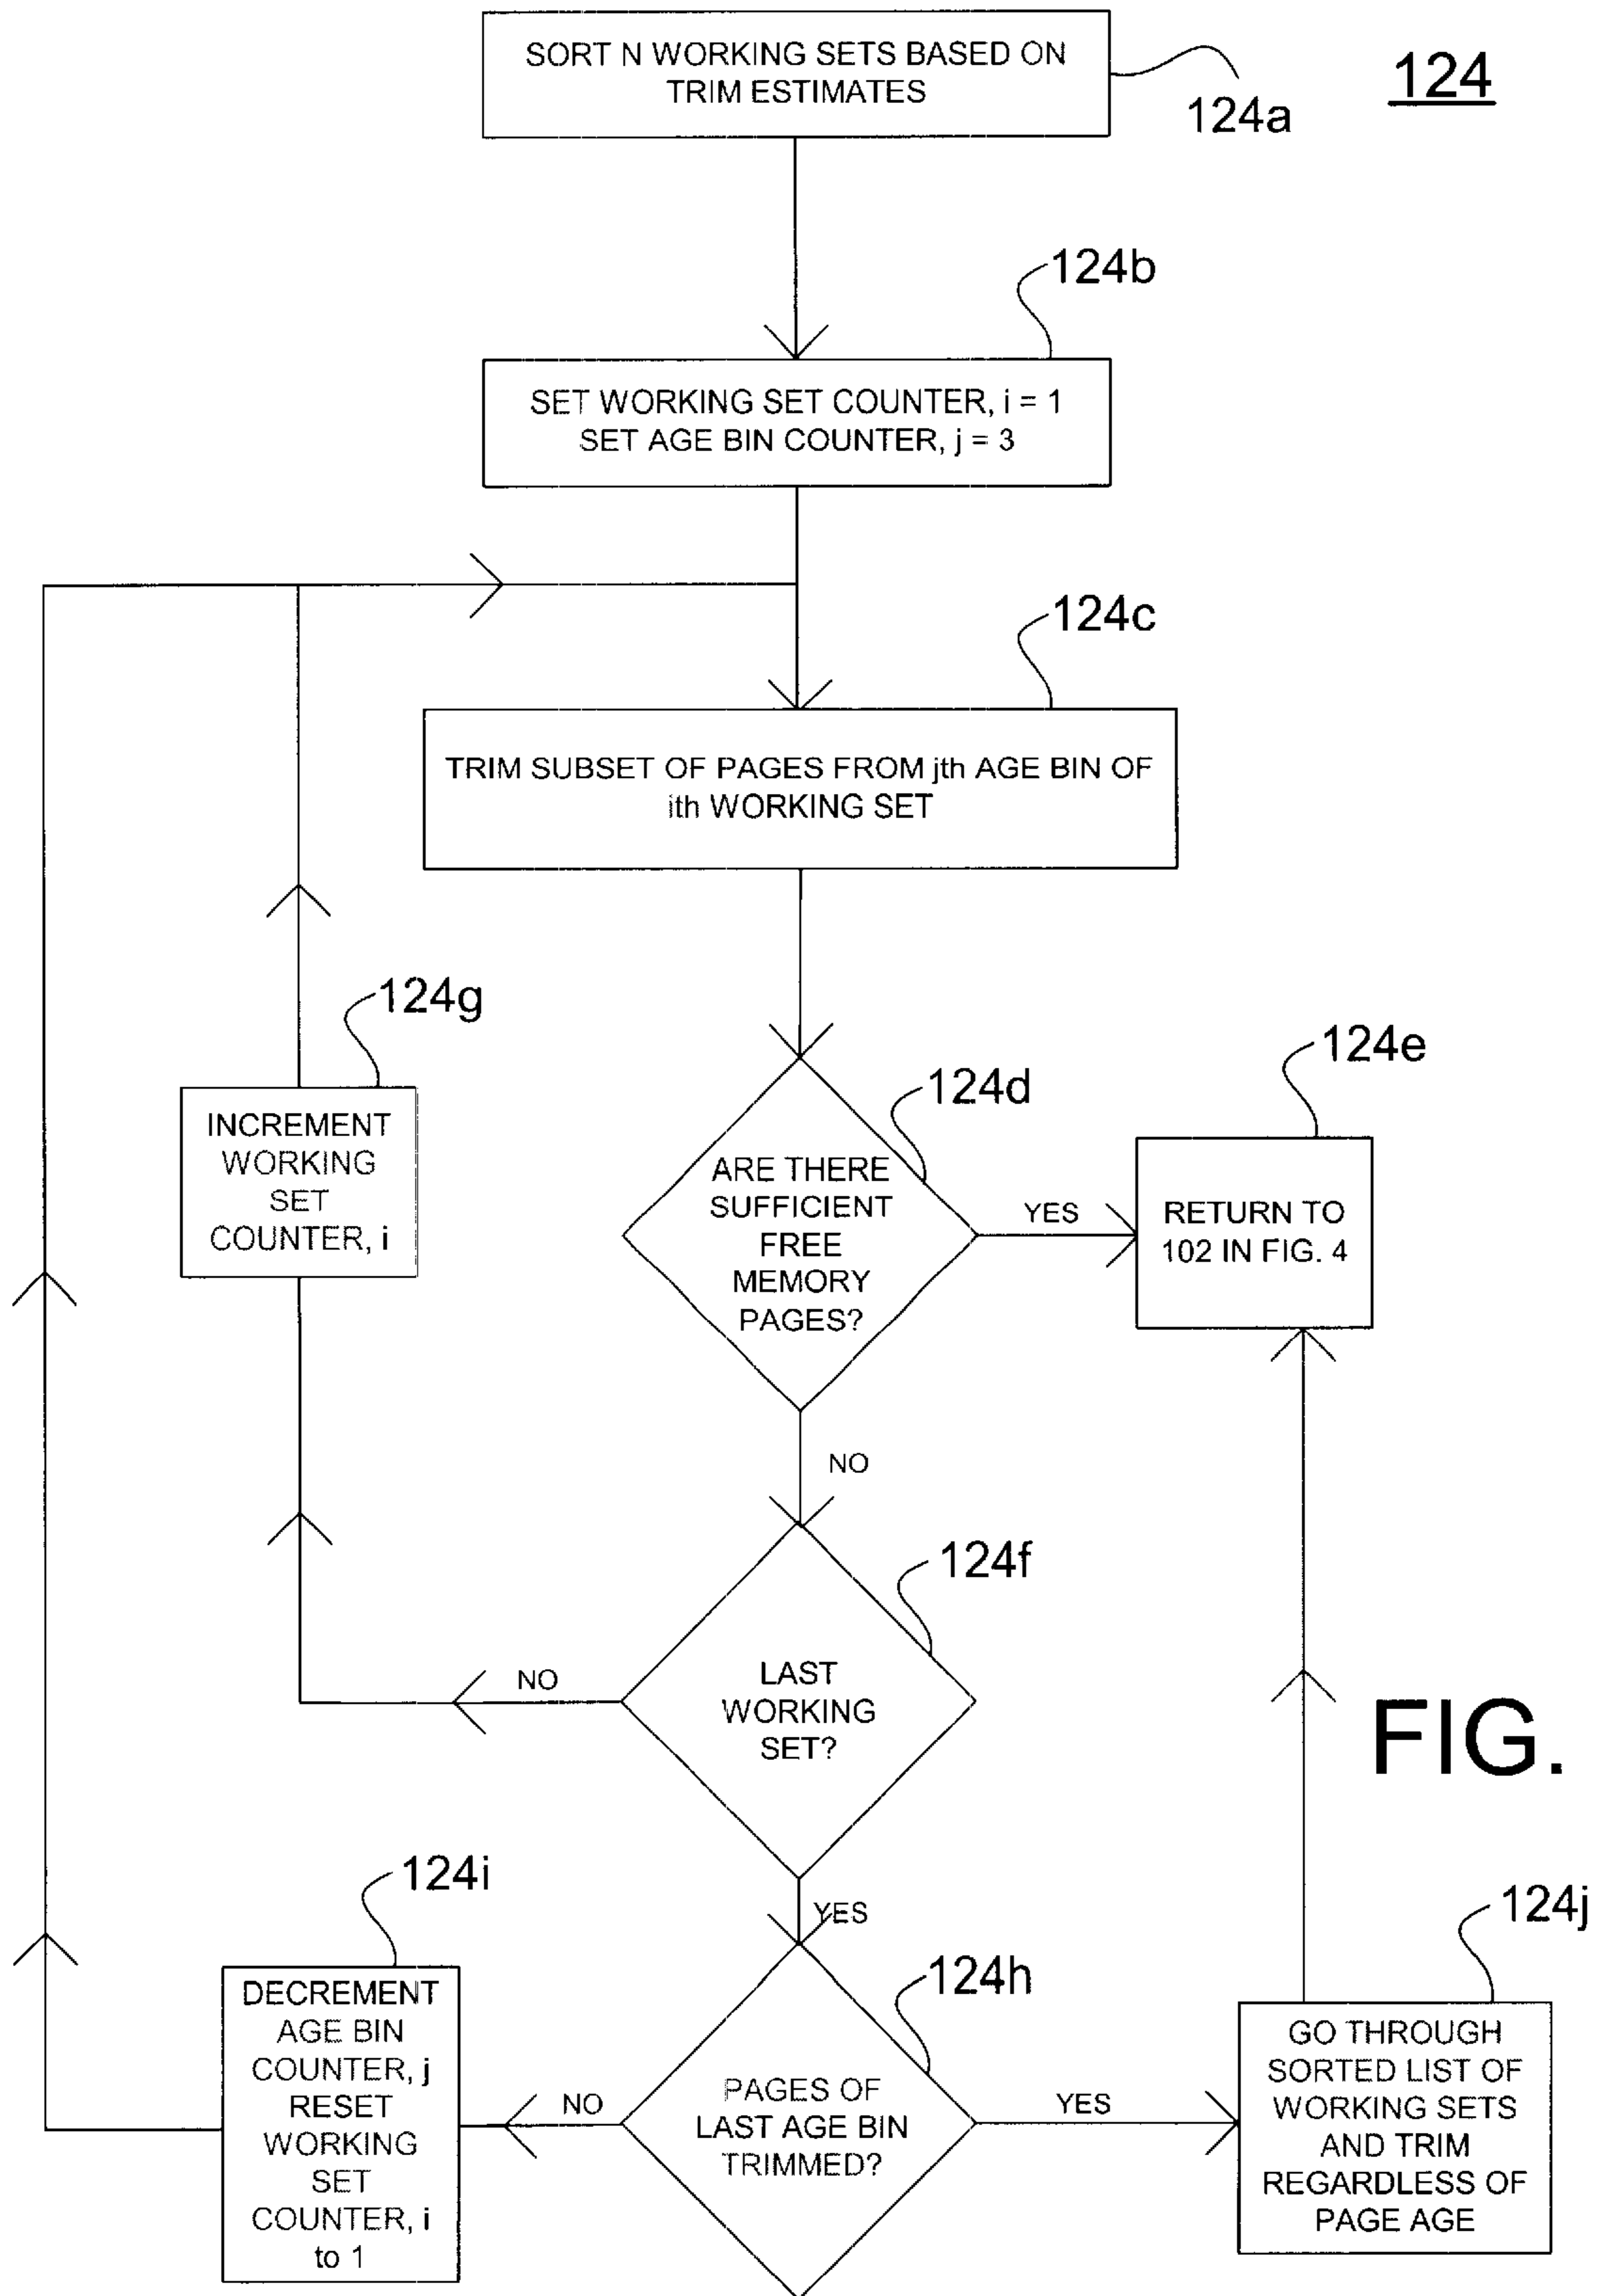 SORT N WORKING SETS BASED ON
TRIM ESTIMATES
124a
124
124b
SET WORKING SET COUNTER, i = 1
SET AGE BIN COUNTER, j = 3
124c
TRIM SUBSET OF PAGES FROM jth AGE BIN OF
ith WORKING SET
124g
INCREMENT
WORKING
SET
COUNTER, i
124d
ARE THERE
SUFFICIENT
FREE
MEMORY
PAGES?
YES
124e
RETURN TO
102 IN FIG. 4
NO
124f
LAST
WORKING
SET?
NO
FIG.
YES
124i
DECREMENT
AGE BIN
COUNTER, j
RESET
WORKING
SET
COUNTER, i
to 1
NO
124h
PAGES OF
LAST AGE BIN
TRIMMED?
YES
124j
GO THROUGH
SORTED LIST OF
WORKING SETS
AND TRIM
REGARDLESS OF
PAGE AGE